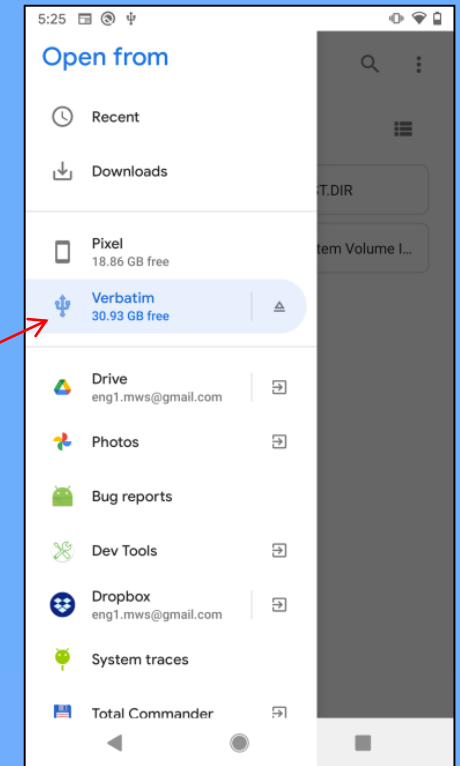 5:25
Open from
Recent
Downloads
Pixel
18.86 GB free
Verbatim
30.93 GB free
Drive
eng1.mws@gmail.com
Photos
Bug reports
Dev Tools
Dropbox
eng1.mws@gmail.com
System traces
Total Commander
T.DIR
tem Volume I...